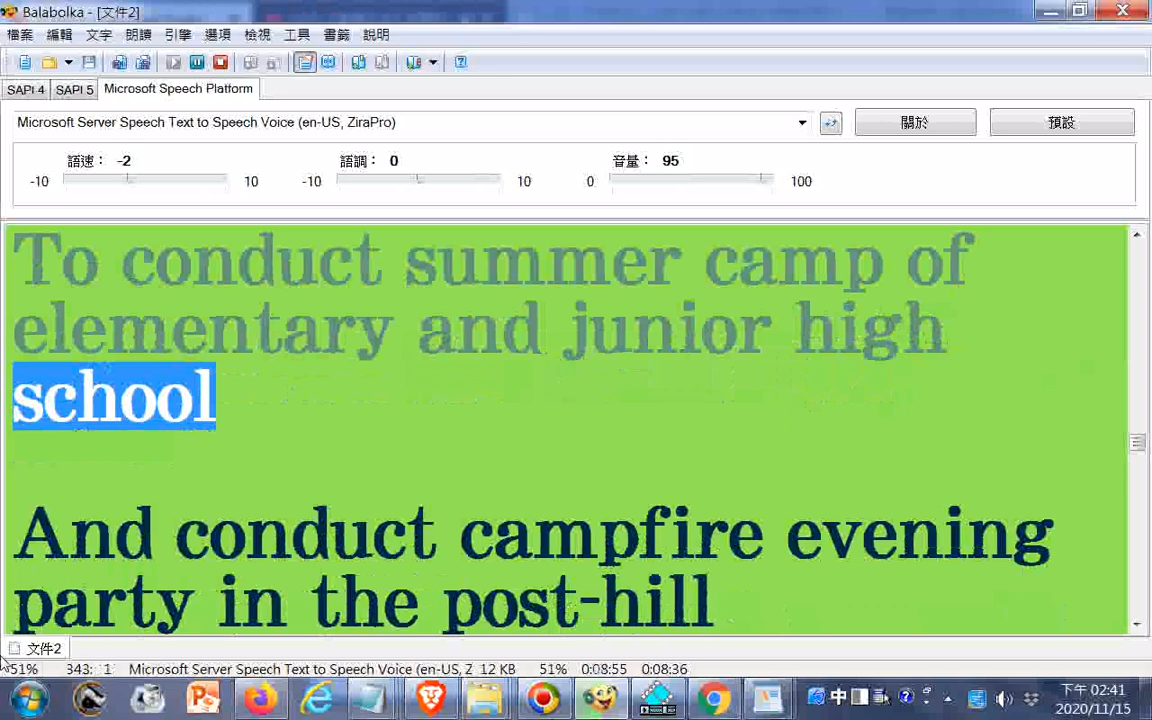 Balabolka - [文件2]
檔案 編輯 文字 朗讀 引擎 選項 檢視 工具 書籤 說明
SAPI 4 SAPI 5 Microsoft Speech Platform
Microsoft Server Speech Text to Speech Voice (en-US, ZiraPro) 關於 預設
語速： -2 語調： 0 音量： 95
-10 10 -10 10 0 100
To conduct summer camp of
elementary and junior high
school
And conduct campfire evening
party in the post-hill
文件2
51% 343: 1 Microsoft Server Speech Text to Speech Voice (en-US, Z 12 KB 51% 0:08:55 0:08:36
中 下午 02:41
2020/11/15